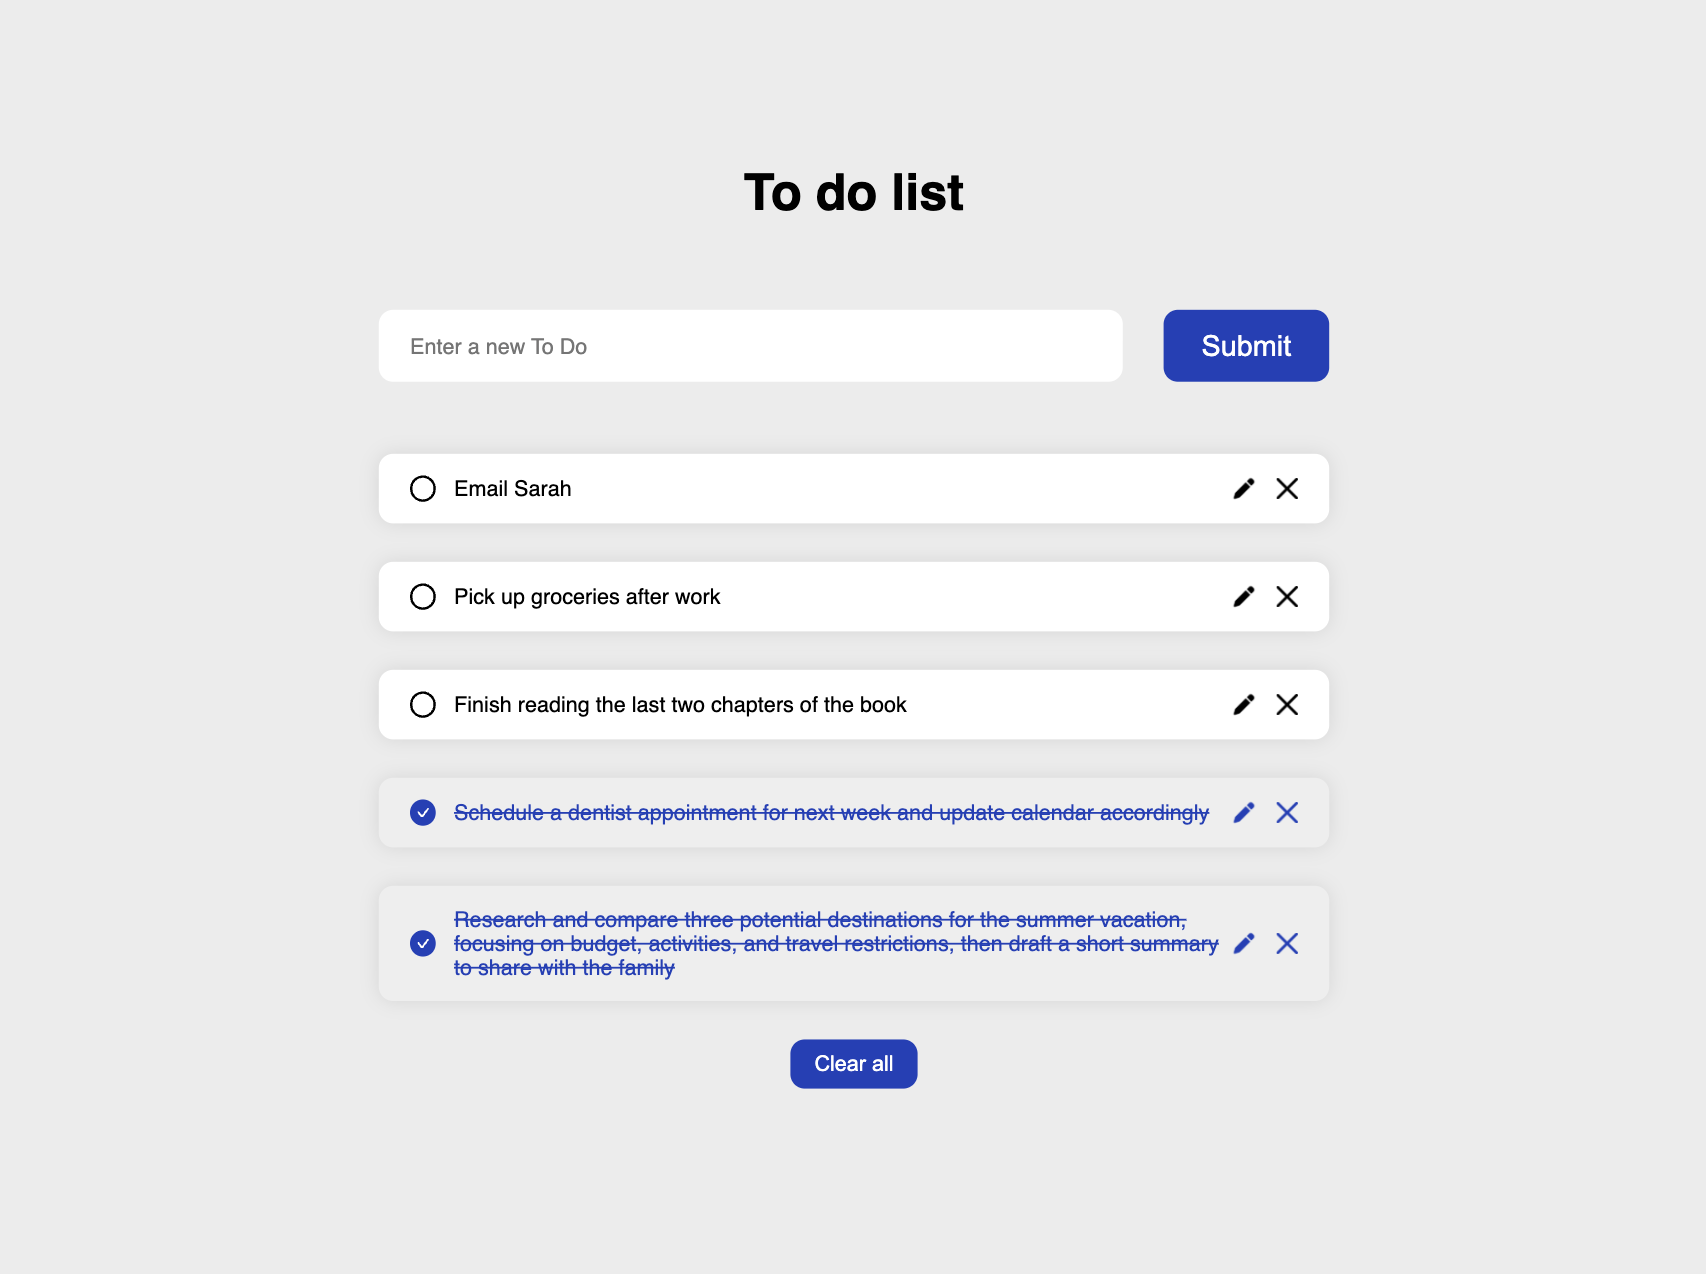 To do list
Enter a new To Do
Submit
Email Sarah
Pick up groceries after work
Finish reading the last two chapters of the book
Schedule a dentist appointment for next week and update calendar accordingly
Research and compare three potential destinations for the summer vacation,
focusing on budget, activities, and travel restrictions, then draft a short summary
to share with the family
Clear all